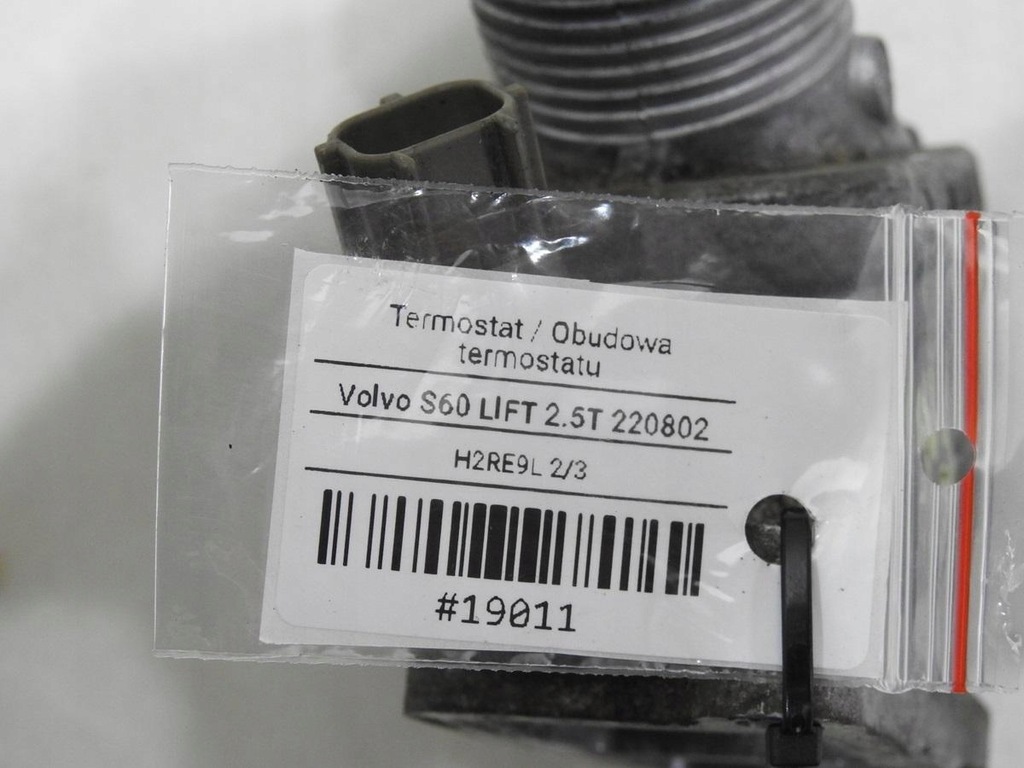 Termostat / Obudowa
termostatu
Volvo S60 LIFT 2.5T 220802
H2RE9L 2/3
#19011